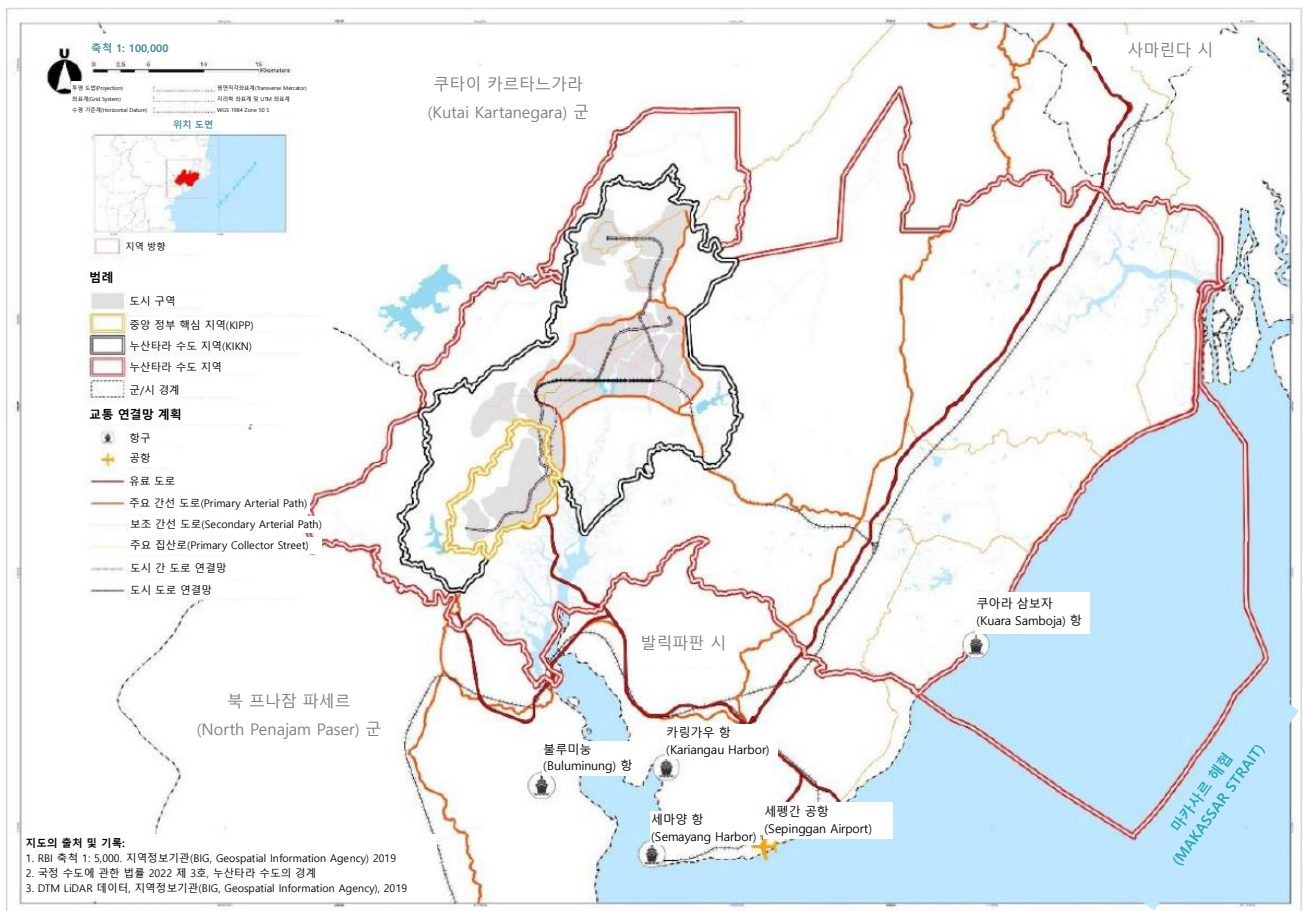 축척 1: 100,000
U
0 2.5 5 10 15
Kilometers
투영 도법(Projection) : 평면직각좌표계(Transverse Mercator)
좌표계(Grid System) : 지리학 좌표계 및 UTM 좌표계
수평 기준계(Horizontal Datum) : WGS 1984 Zone 50 S
위치 도면
지역 방향
범례
도시 구역
중앙 정부 핵심 지역(KIPP)
누산타라 수도 지역(KIKN)
누산타라 수도 지역
군/시 경계
교통 연결망 계획
항구
공항
유료 도로
주요 간선 도로(Primary Arterial Path)
보조 간선 도로(Secondary Arterial Path)
주요 집산로(Primary Collector Street)
도시 간 도로 연결망
도시 도로 연결망
쿠타이 카르타느가라
(Kutai Kartanegara) 군
사마린다 시
쿠아라 삼보자
(Kuara Samboja) 항
발릭파판 시
북 프나잠 파세르
(North Penajam Paser) 군
카링가우 항
(Kariangau Harbor)
불루미눙
(Buluminung) 항
세마양 항
(Semayang Harbor)
세펭간 공항
(Sepinggan Airport)
마카사르 해협
(MAKASSAR STRAIT)
지도의 출처 및 기록:
1. RBI 축척 1: 5,000. 지역정보기관(BIG, Geospatial Information Agency) 2019
2. 국정 수도에 관한 법률 2022 제 3호, 누산타라 수도의 경계
3. DTM LiDAR 데이터, 지역정보기관(BIG, Geospatial Information Agency), 2019